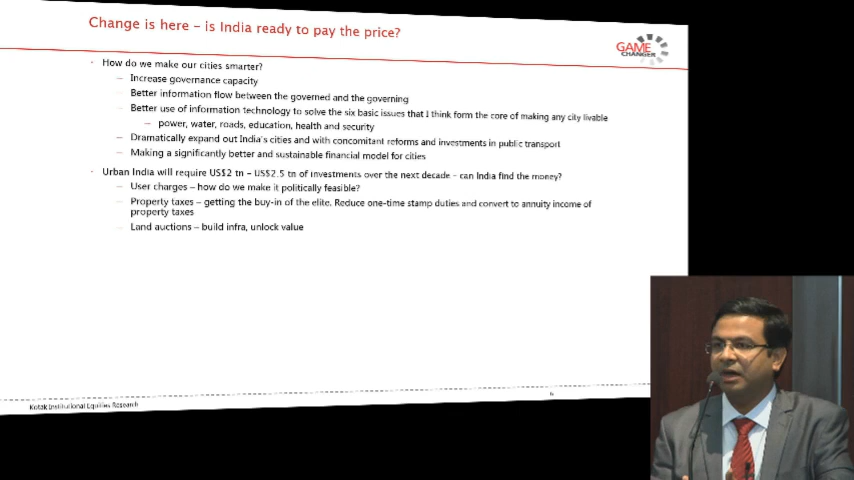 Change is here – is India ready to pay the price?
GAME
CHANGER
· How do we make our cities smarter?
– Increase governance capacity
– Better information flow between the governed and the governing
– Better use of information technology to solve the six basic issues that I think form the core of making any city livable
– power, water, roads, education, health and security
– Dramatically expand out India's cities and with concomitant reforms and investments in public transport
– Making a significantly better and sustainable financial model for cities
· Urban India will require US$2 tn – US$2.5 tn of investments over the next decade – can India find the money?
– User charges – how do we make it politically feasible?
– Property taxes – getting the buy-in of the elite. Reduce one-time stamp duties and convert to annuity income of
property taxes
– Land auctions – build infra, unlock value
Kotak Institutional Equities Research